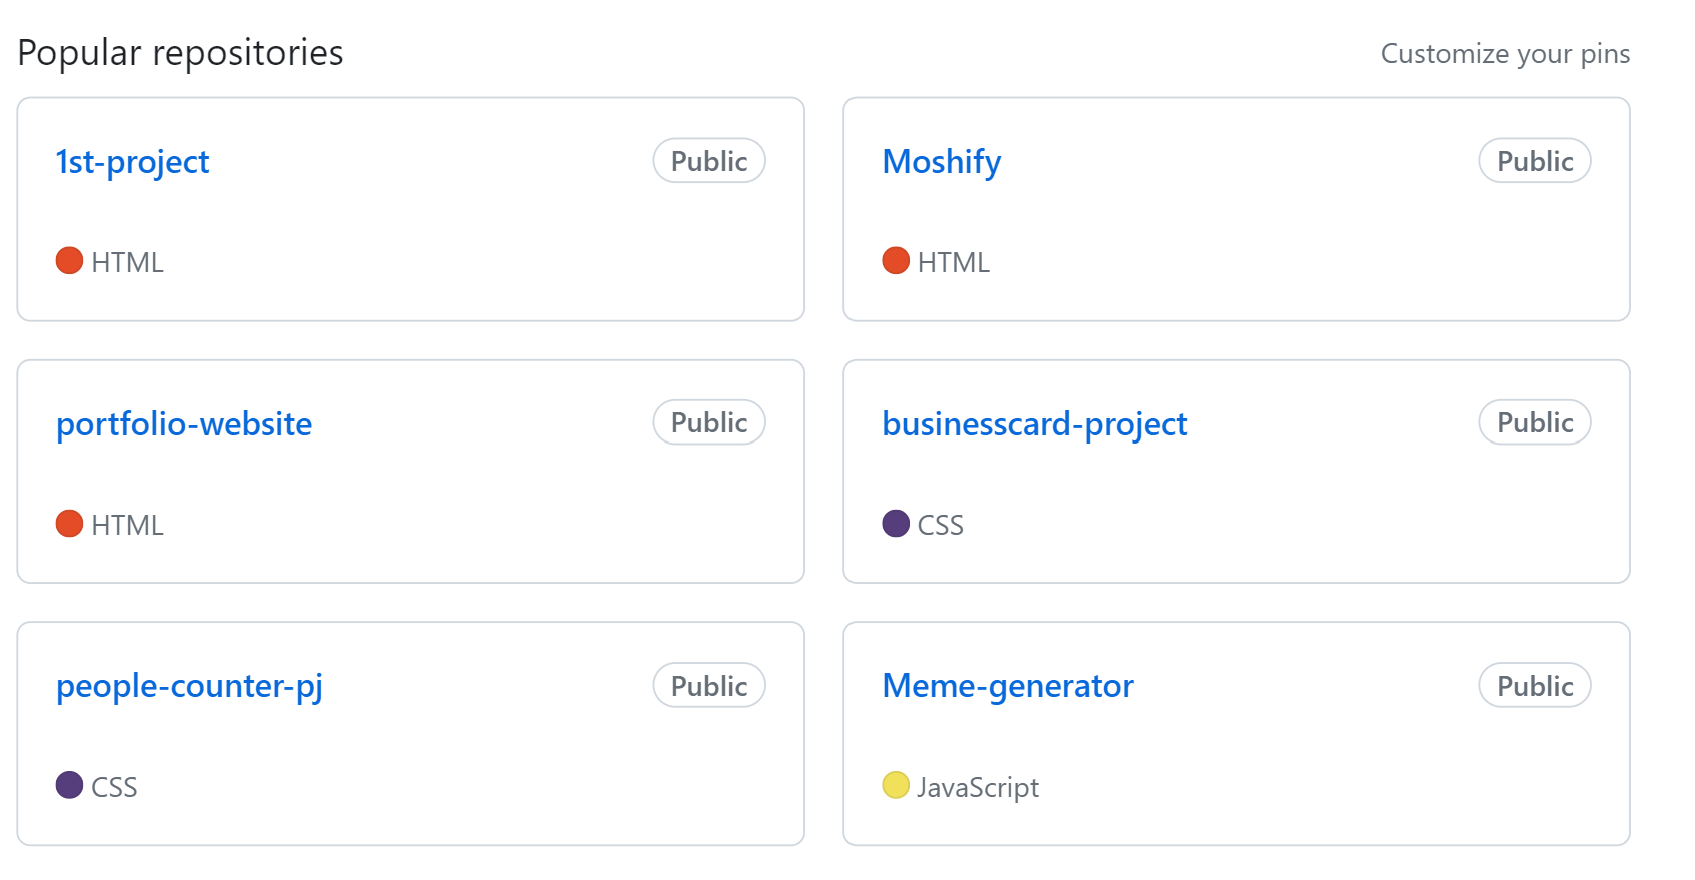 Popular repositories
Customize your pins
1st-project
Public
HTML
Moshify
Public
HTML
portfolio-website
Public
HTML
businesscard-project
Public
CSS
people-counter-pj
Public
CSS
Meme-generator
Public
JavaScript